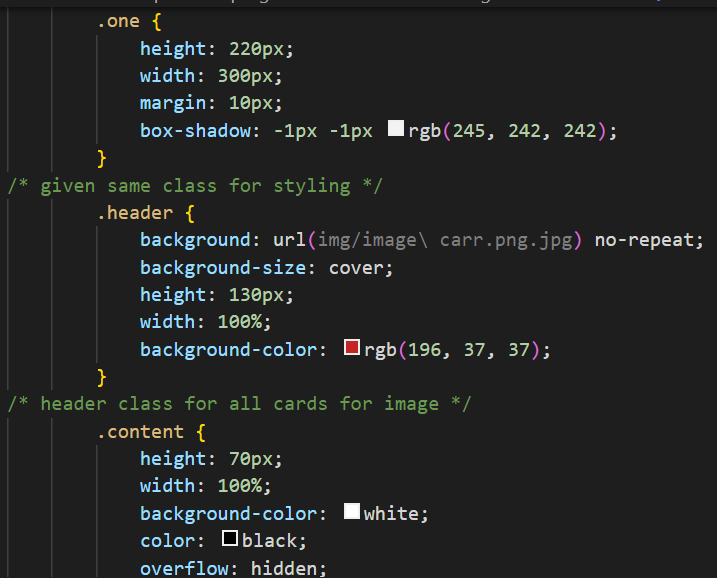 .one {
height: 220px;
width: 300px;
margin: 10px;
box-shadow: -1px -1px rgb(245, 242, 242);
}
/* given same class for styling */
.header {
background: url(img/image\ carr.png.jpg) no-repeat;
background-size: cover;
height: 130px;
width: 100%;
background-color: rgb(196, 37, 37);
}
/* header class for all cards for image */
.content {
height: 70px;
width: 100%;
background-color: white;
color: black;
overflow: hidden;